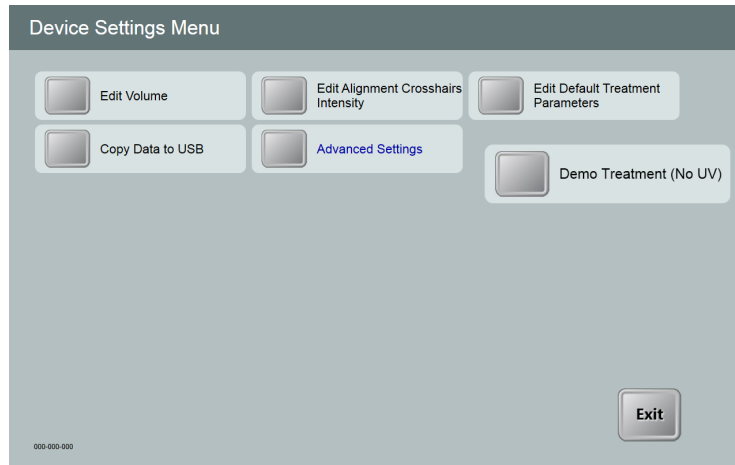 Device Settings Menu
Edit Volume
Edit Alignment Crosshairs
Intensity
Edit Default Treatment
Parameters
Copy Data to USB
Advanced Settings
Demo Treatment (No UV)
Exit
000-000-000